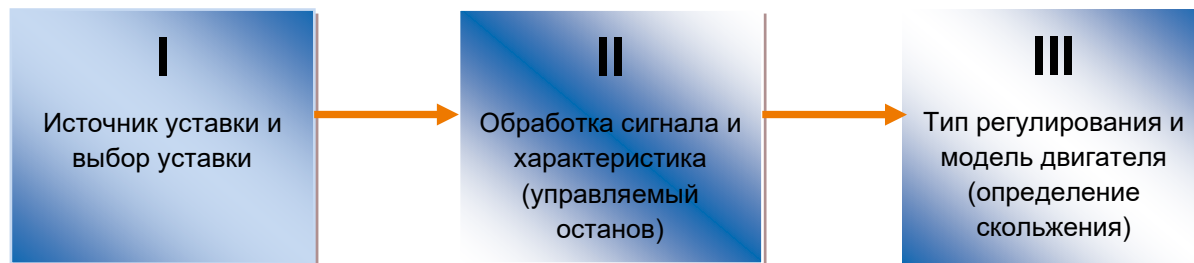 I
Источник уставки и
выбор уставки
II
Обработка сигнала и
характеристика
(управляемый
останов)
III
Тип регулирования и
модель двигателя
(определение
скольжения)